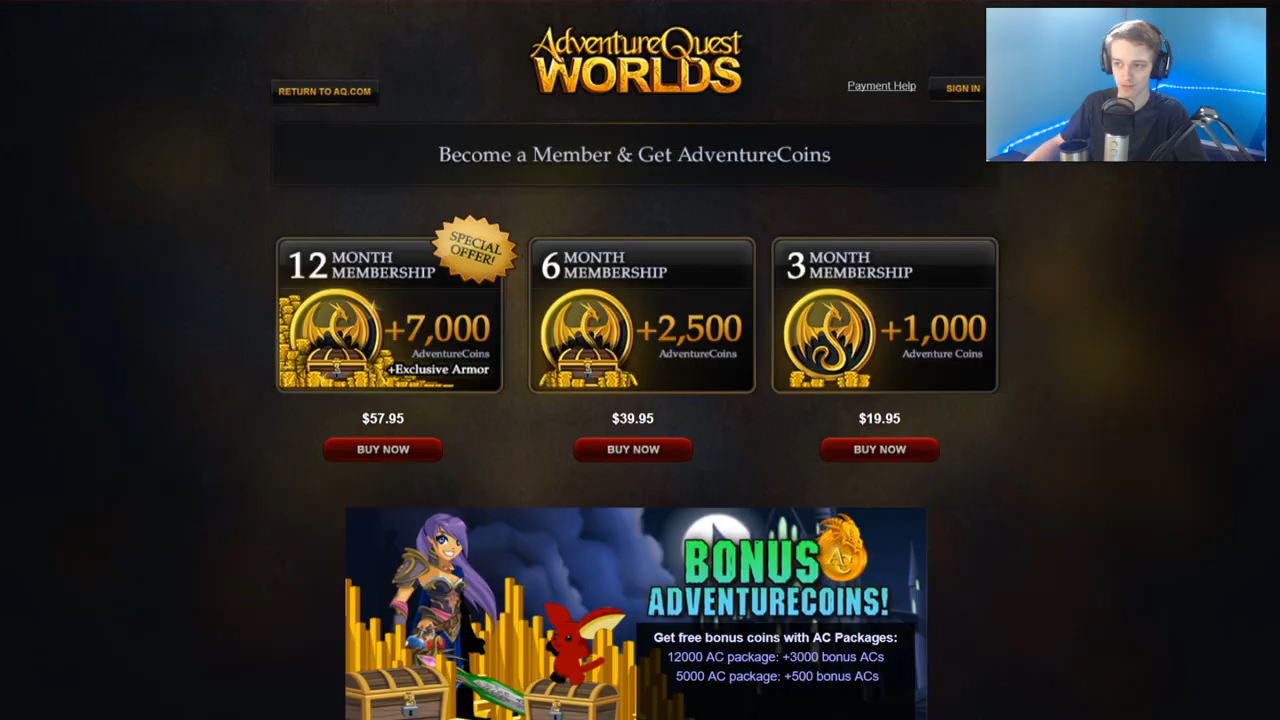 AdventureQuest
WORLDS
RETURN TO AQ.COM
Payment Help
SIGN IN
Become a Member & Get AdventureCoins
12 MONTH
MEMBERSHIP
SPECIAL
OFFER!
+7,000
AdventureCoins
+Exclusive Armor
$57.95
BUY NOW
6 MONTH
MEMBERSHIP
+2,500
AdventureCoins
$39.95
BUY NOW
3 MONTH
MEMBERSHIP
+1,000
Adventure Coins
$19.95
BUY NOW
BONUS
ADVENTURECOINS!
Get free bonus coins with AC Packages:
12000 AC package: +3000 bonus ACs
5000 AC package: +500 bonus ACs